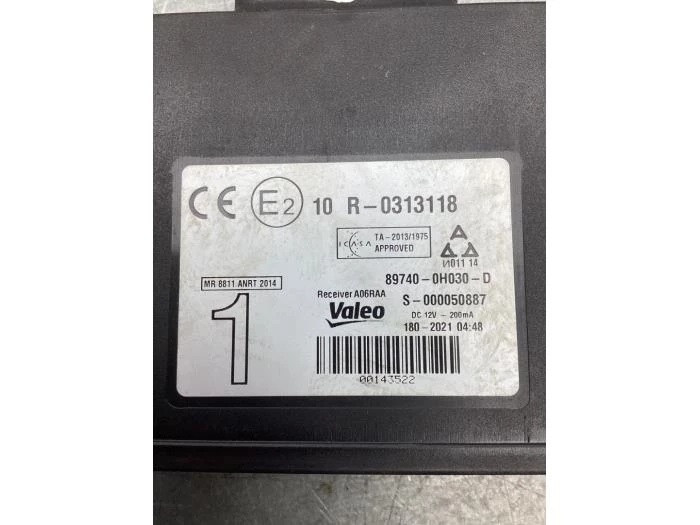 CE E2 10 R-0313118
ICASA TA-2013/1975
APPROVED
И011 14
MR 8811 ANRT 2014
89740-0H030-D
Receiver A06RAA
S-000050887
1
Valeo
DC 12V - 200mA
180-2021 04:48
00143522